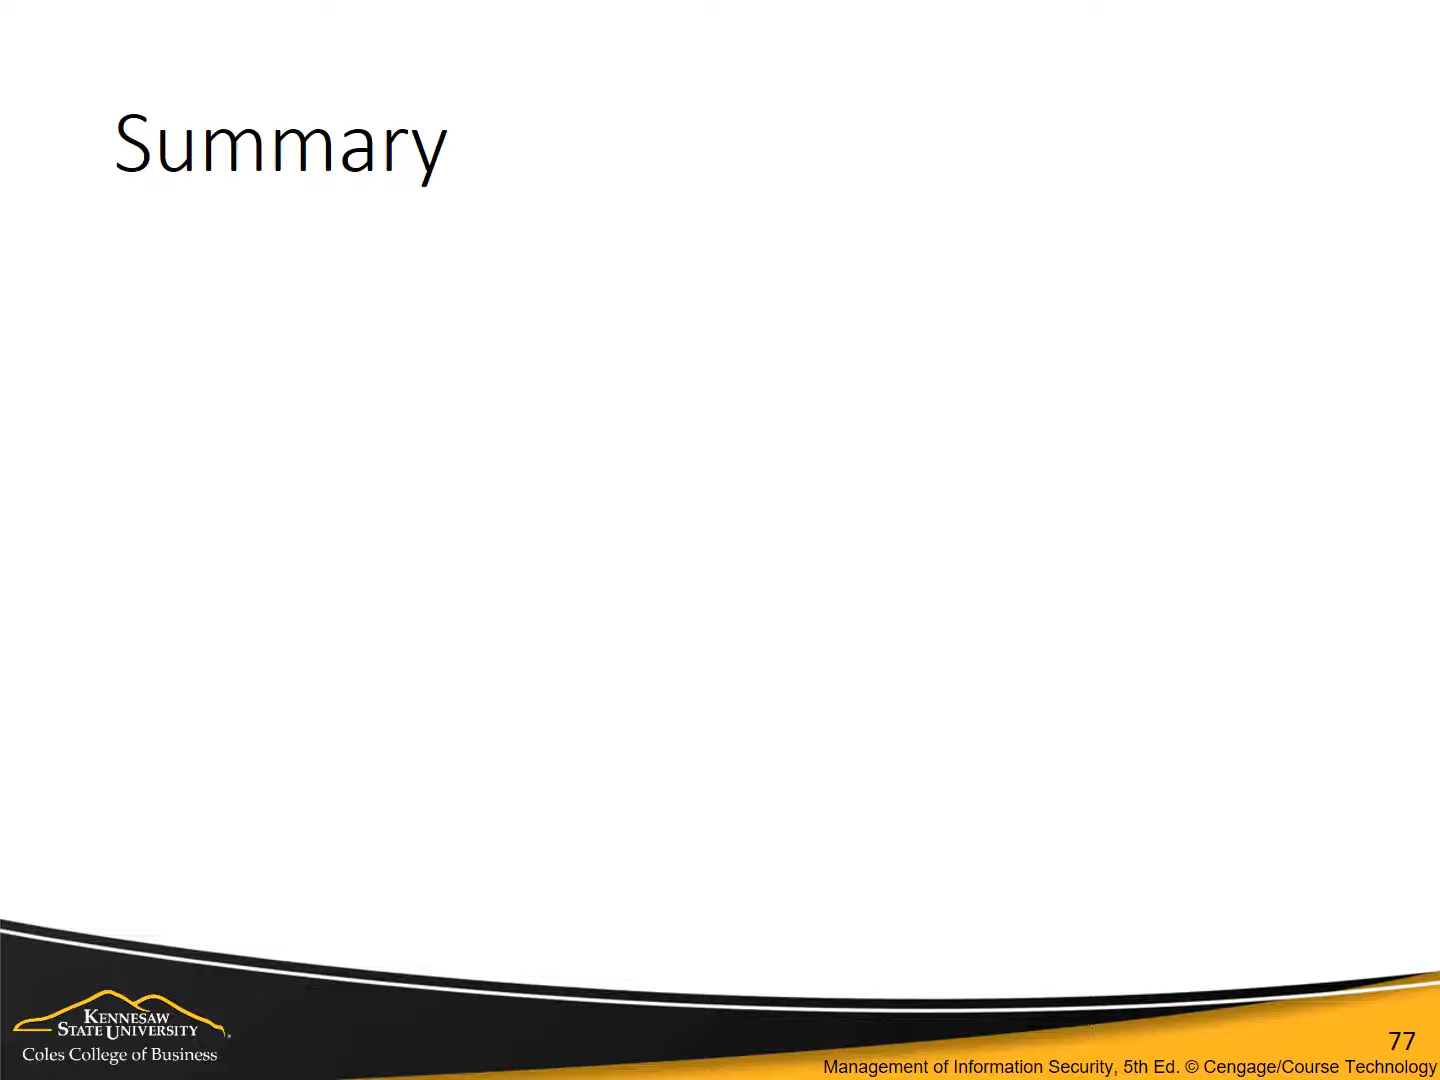 Summary
KENNESAW
STATE UNIVERSITY
Coles College of Business
77
Management of Information Security, 5th Ed. © Cengage/Course Technology